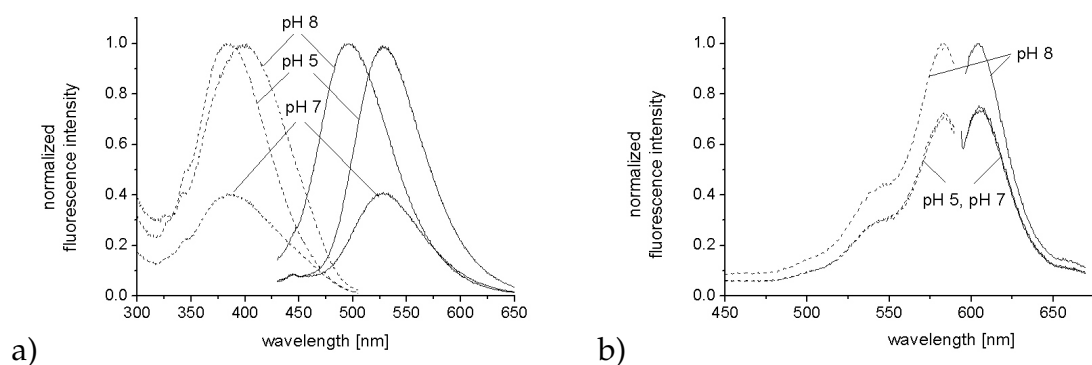 pH 8
pH 5
pH 7
normalized
fluorescence intensity
1.0
0.8
0.6
0.4
0.2
0.0
300 350 400 450 500 550 600 650
wavelength [nm]
a)
pH 8
pH 5, pH 7
normalized
fluorescence intensity
1.0
0.8
0.6
0.4
0.2
0.0
450 500 550 600 650
wavelength [nm]
b)